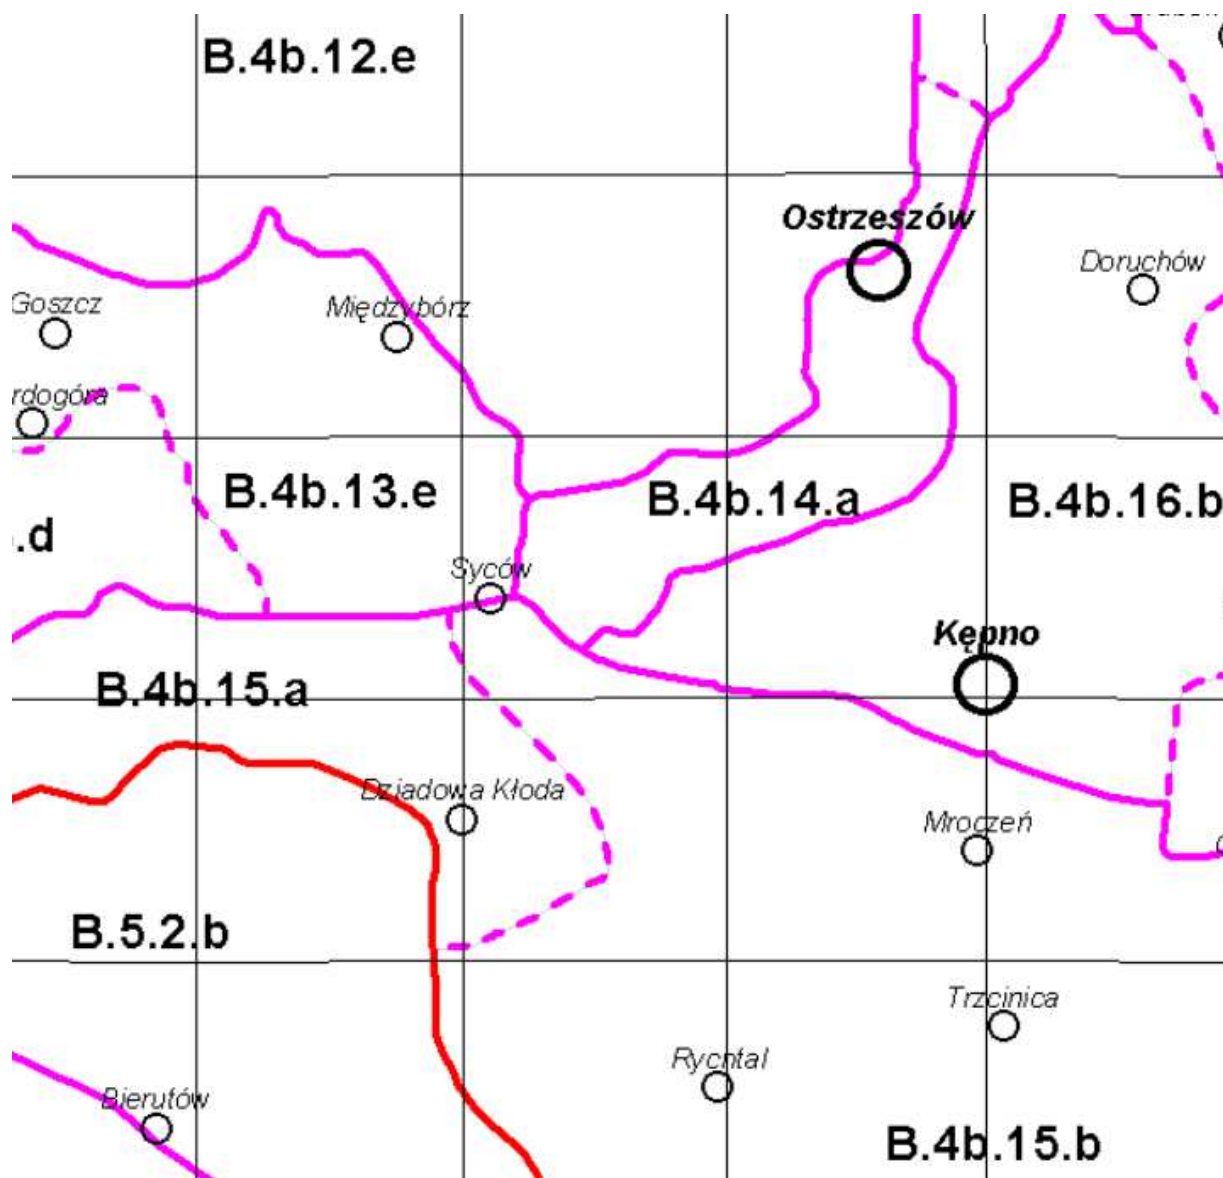 B.4b.12.e
Ostrzeszów
Doruchów
Goszcz
Międzybórz
rdogóra
B.4b.13.e
B.4b.14.a
B.4b.16.b
.d
Syców
Kępno
B.4b.15.a
Dziadowa Kłoda
Mroczeń
B.5.2.b
Trzcinica
Rychtal
Bierutów
B.4b.15.b